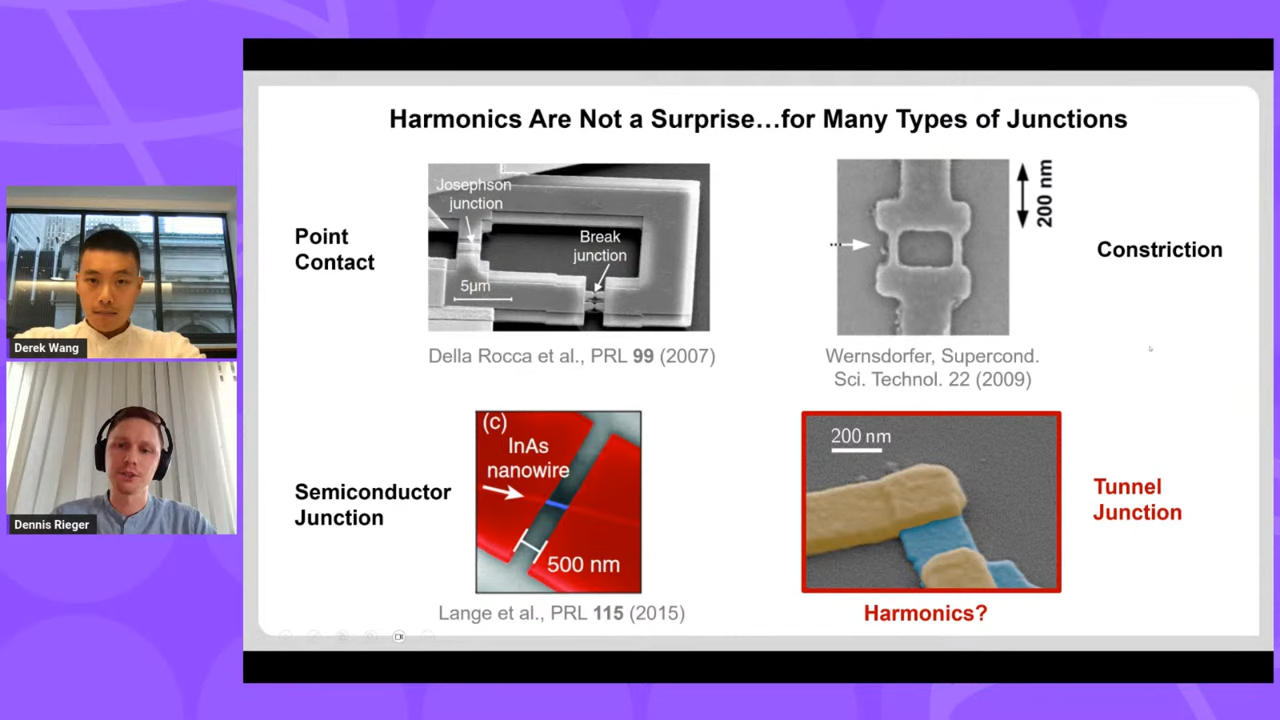 Harmonics Are Not a Surprise…for Many Types of Junctions
Point
Contact
Josephson
junction
Break
junction
5μm
Della Rocca et al., PRL 99 (2007)
200 nm
Constriction
Wernsdorfer, Supercond.
Sci. Technol. 22 (2009)
Semiconductor
Junction
(c)
InAs
nanowire
500 nm
Lange et al., PRL 115 (2015)
200 nm
Tunnel
Junction
Harmonics?
Derek Wang
Dennis Rieger